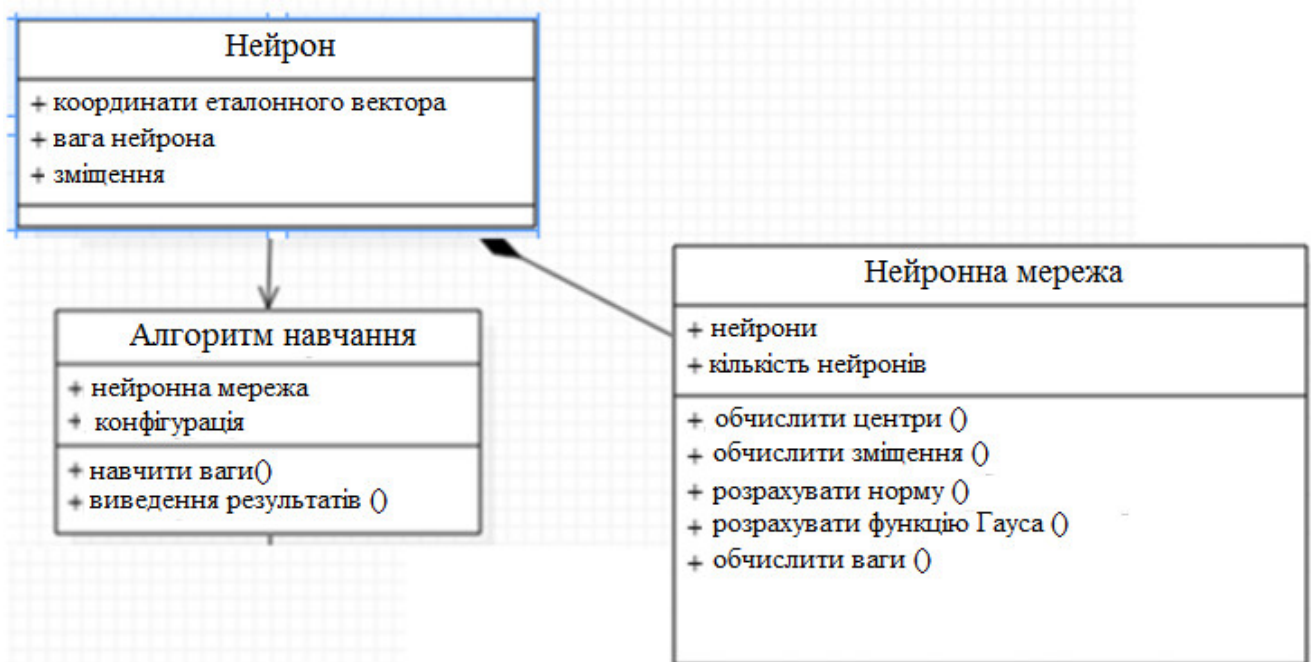 Нейрон
+ координати еталонного вектора
+ вага нейрона
+ зміщення
Алгоритм навчання
+ нейронна мережа
+ конфігурація
+ навчити ваги()
+ виведення результатів ()
Нейронна мережа
+ нейрони
+ кількість нейронів
+ обчислити центри ()
+ обчислити зміщення ()
+ розрахувати норму ()
+ розрахувати функцію Гауса ()
+ обчислити ваги ()